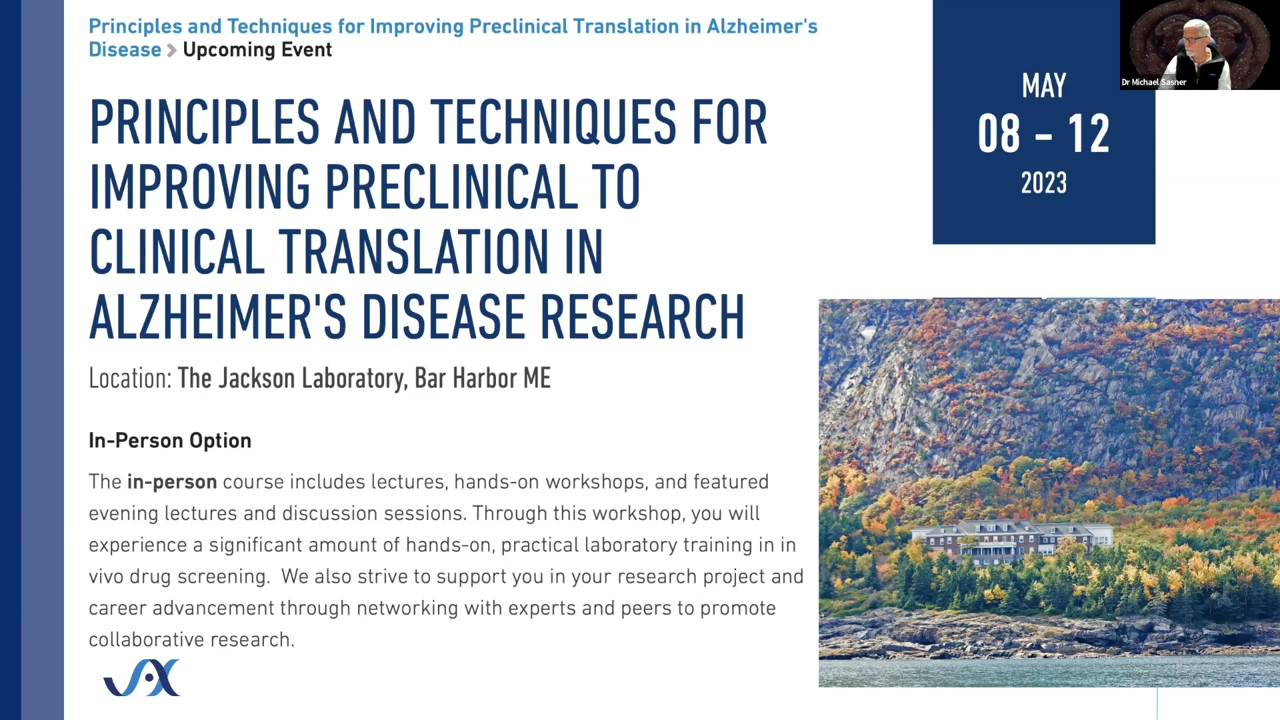 Principles and Techniques for Improving Preclinical Translation in Alzheimer's
Disease > Upcoming Event
PRINCIPLES AND TECHNIQUES FOR
IMPROVING PRECLINICAL TO
CLINICAL TRANSLATION IN
ALZHEIMER'S DISEASE RESEARCH
Location: The Jackson Laboratory, Bar Harbor ME
In-Person Option
The in-person course includes lectures, hands-on workshops, and featured
evening lectures and discussion sessions. Through this workshop, you will
experience a significant amount of hands-on, practical laboratory training in in
vivo drug screening. We also strive to support you in your research project and
career advancement through networking with experts and peers to promote
collaborative research.
JAX
MAY
08 – 12
2023
Dr Michael Sasner